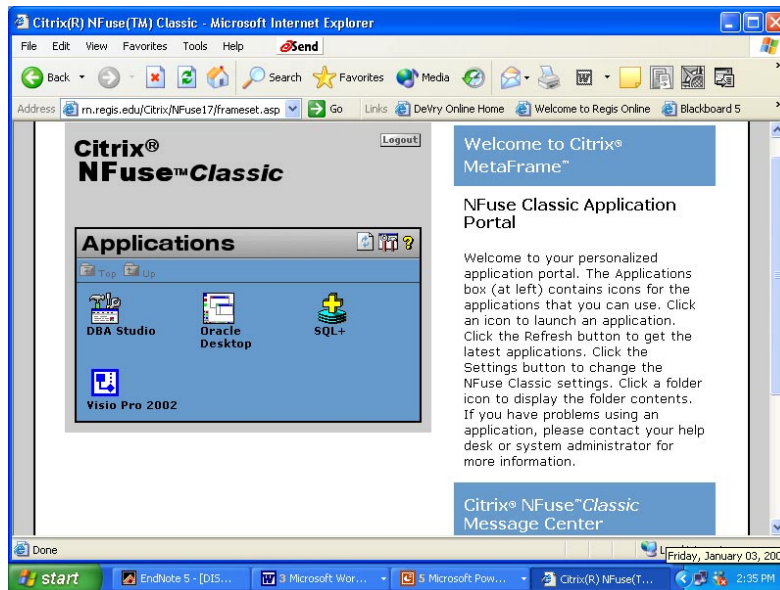 Citrix(R) NFuse(TM) Classic - Microsoft Internet Explorer
File Edit View Favorites Tools Help Send
Back Search Favorites Media
Address rn.regis.edu/Citrix/NFuse17/frameset.asp Go Links DeVry Online Home Welcome to Regis Online Blackboard 5
Citrix®
NFuse™Classic
Logout
Applications
Top Up
DBA Studio
Oracle
Desktop
SQL+
Visio Pro 2002
Welcome to Citrix®
MetaFrame™
NFuse Classic Application
Portal
Welcome to your personalized
application portal. The Applications
box (at left) contains icons for the
applications that you can use. Click
an icon to launch an application.
Click the Refresh button to get the
latest applications. Click the
Settings button to change the
NFuse Classic settings. Click a folder
icon to display the folder contents.
If you have problems using an
application, please contact your help
desk or system administrator for
more information.
Citrix® NFuse™Classic
Message Center
Done
Friday, January 03, 200
start EndNote 5 - [DIS... 3 Microsoft Wor... 5 Microsoft Pow... Citrix(R) NFuse(T... 2:35 PM